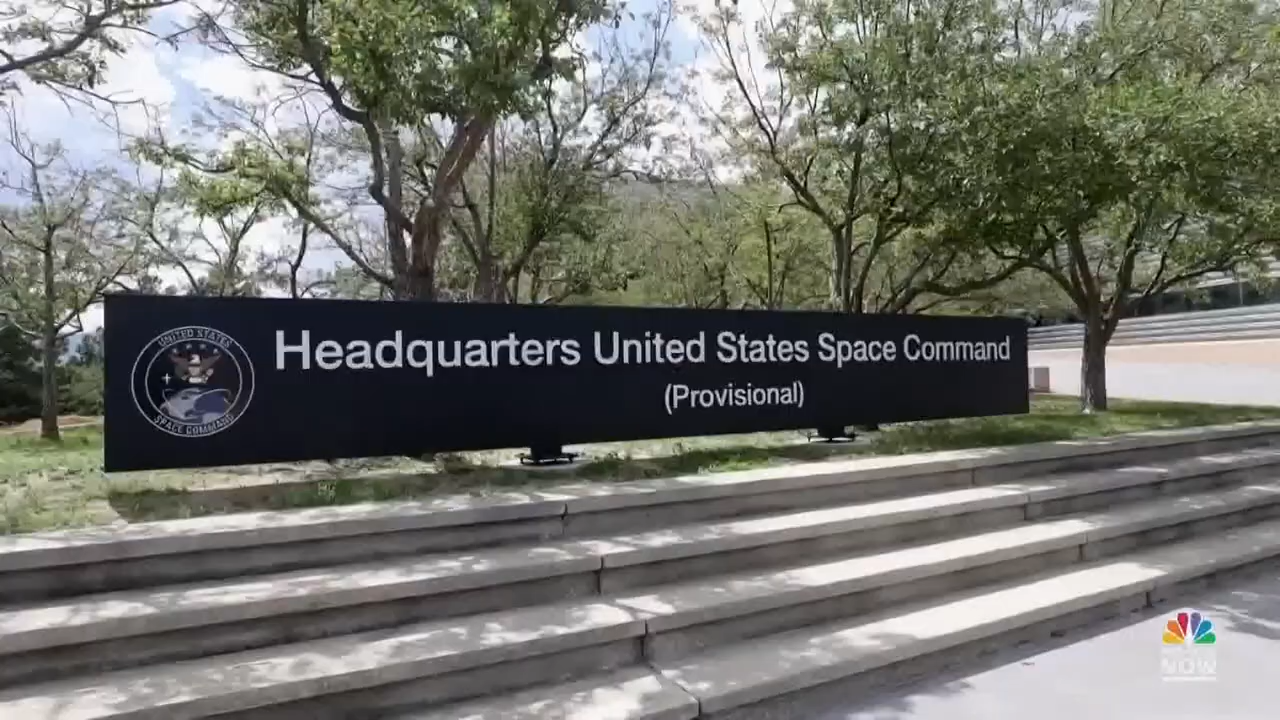 UNITED STATES
SPACE COMMAND
Headquarters United States Space Command
(Provisional)
NOW